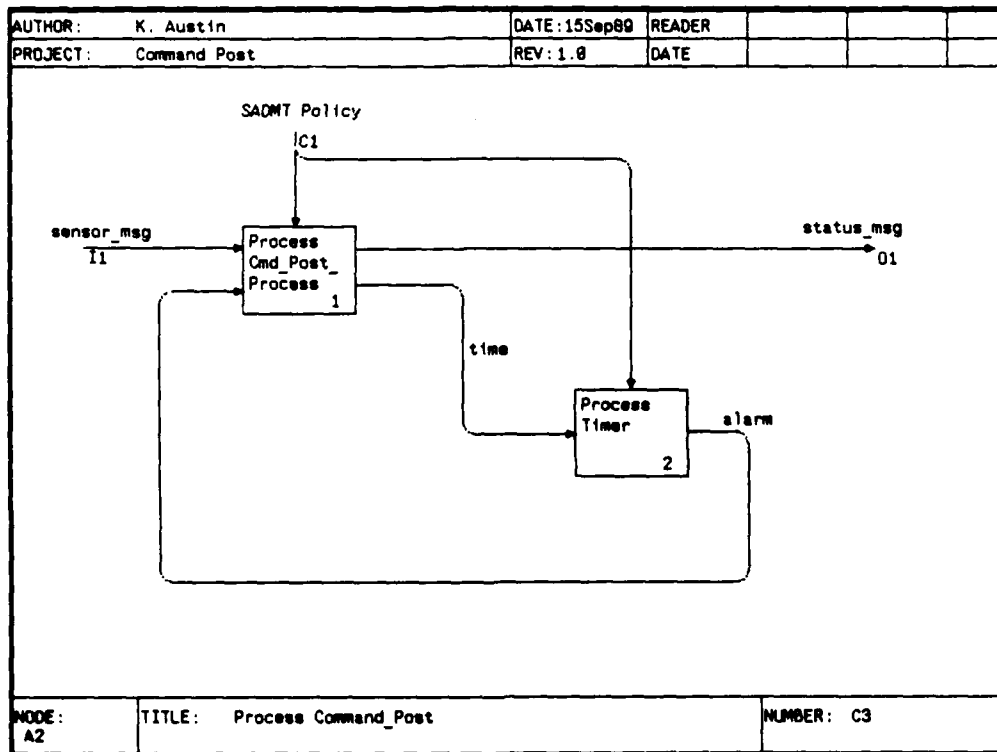 AUTHOR: K. Austin DATE:15Sep89 READER
PROJECT: Command Post REV:1.0 DATE
SADMT Policy
C1
sensor_msg
I1
status_msg
O1
Process
Cmd_Post_
Process
1
time
Process
Timer
2
alarm
NODE: TITLE: Process Command_Post NUMBER: C3
A2